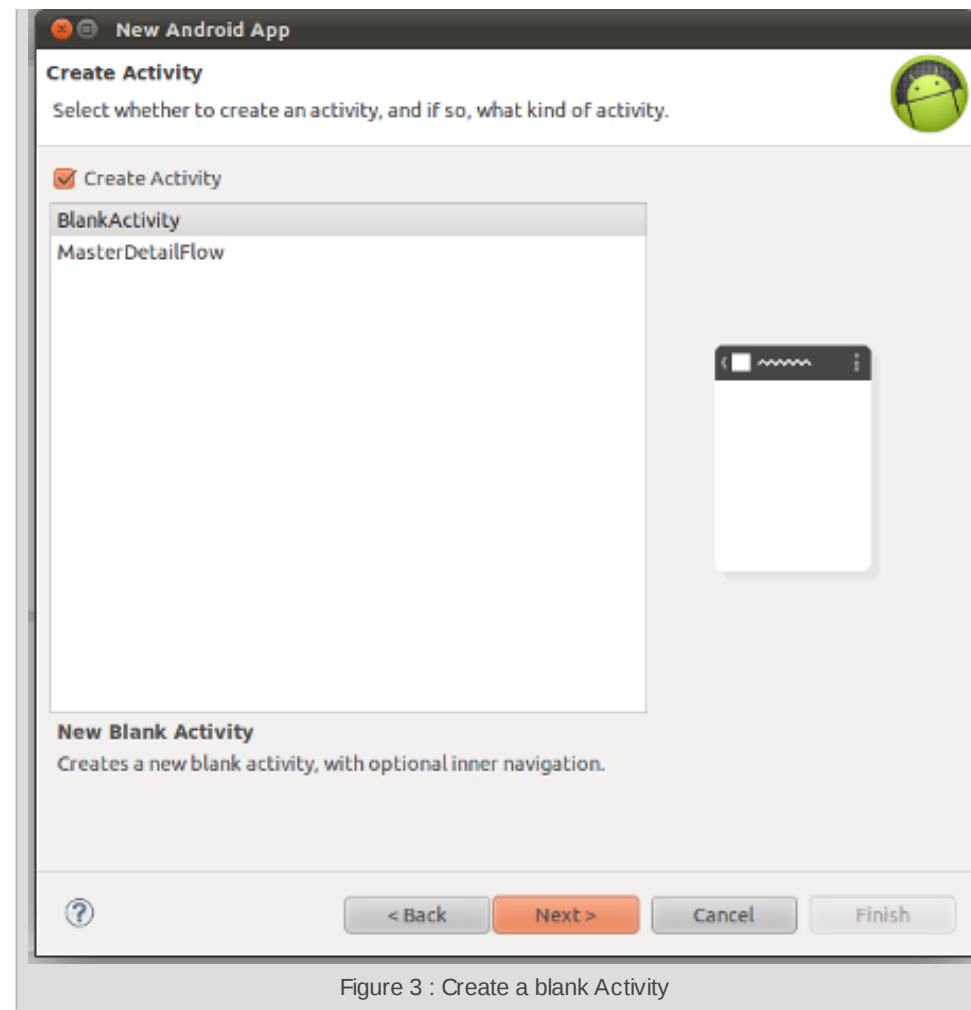 New Android App
Create Activity
Select whether to create an activity, and if so, what kind of activity.
Create Activity
BlankActivity
MasterDetailFlow
New Blank Activity
Creates a new blank activity, with optional inner navigation.
?
< Back
Next >
Cancel
Finish
Figure 3 : Create a blank Activity